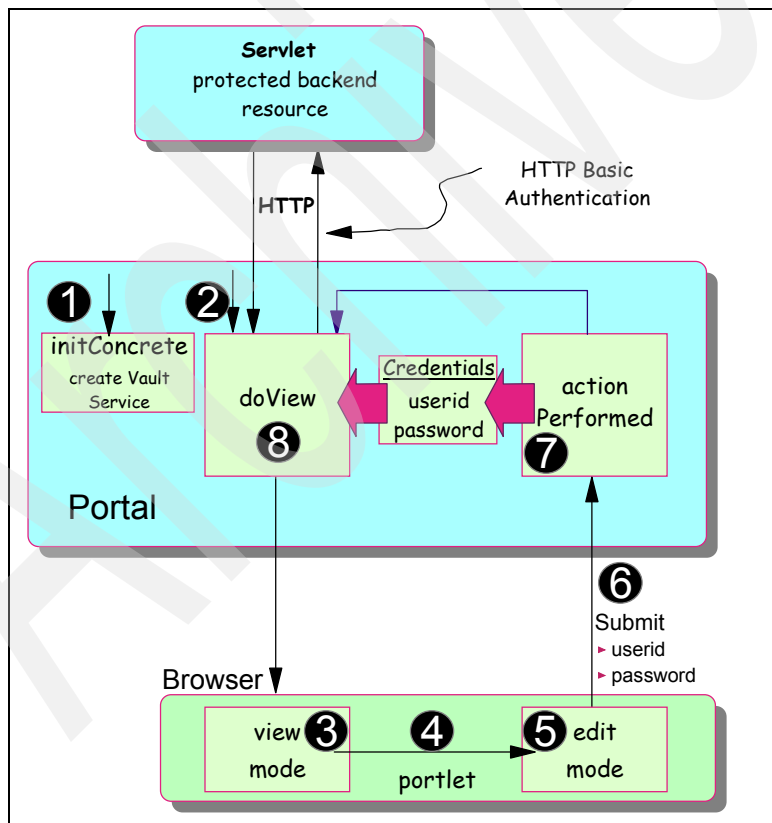 Servlet
protected backend
resource
HTTP
HTTP Basic
Authentication
1
2
initConcrete
create Vault
Service
doView
8
Credentials
userid
password
action
Performed
7
Portal
6
Submit
► userid
► password
Browser
view
mode
3
4
portlet
5
edit
mode